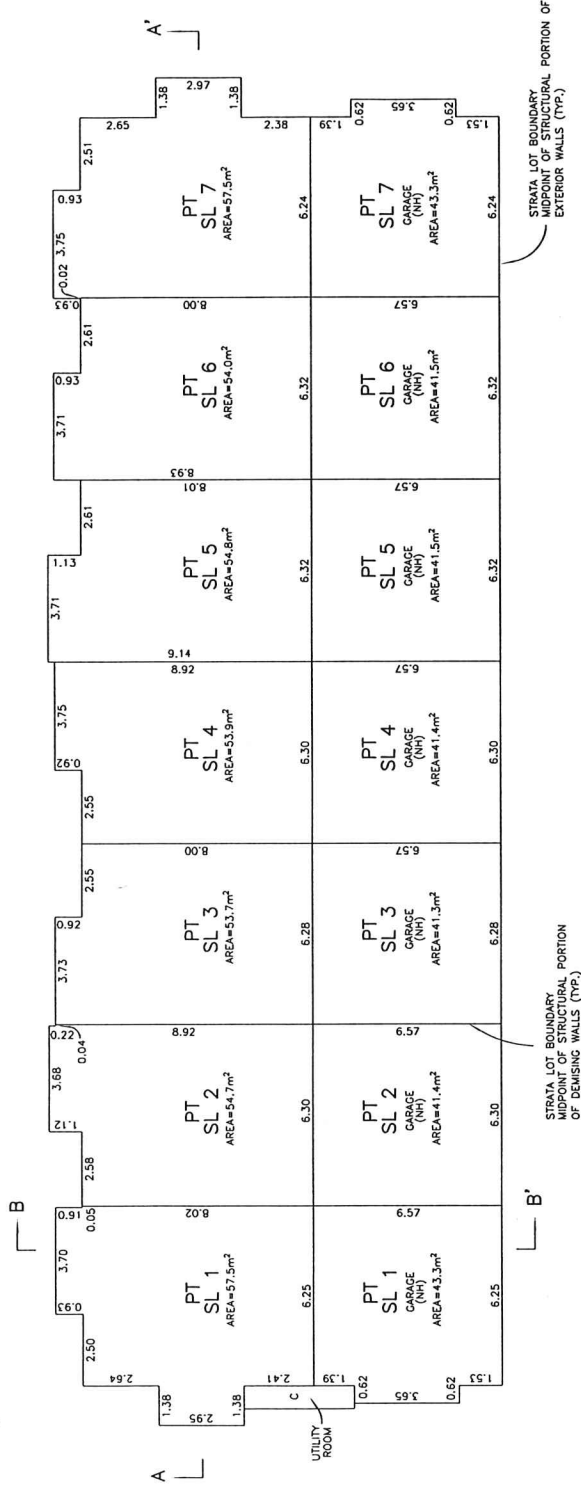 A
A'
B
B'
2.50
0.93
3.70
0.91
0.05
2.58
1.12
3.68
0.22
0.04
3.73
0.92
2.55
2.55
0.92
3.75
3.71
1.13
2.61
3.71
0.93
2.61
0.93
0.02
3.75
0.93
2.51
2.64
1.38
2.95
1.38
2.41
PT
SL 1
AREA=57.5m²
8.02
PT
SL 2
AREA=54.7m²
8.92
PT
SL 3
AREA=53.7m²
8.00
PT
SL 4
AREA=53.9m²
8.92
9.14
PT
SL 5
AREA=54.8m²
8.01
8.93
PT
SL 6
AREA=54.0m²
8.00
PT
SL 7
AREA=57.5m²
2.65
1.38
2.97
1.38
2.38
6.25
6.30
6.28
6.30
6.32
6.32
6.24
C
UTILITY
ROOM
1.39
0.62
3.65
0.62
1.53
PT
SL 1
GARAGE
(NH)
AREA=43.3m²
6.57
PT
SL 2
GARAGE
(NH)
AREA=41.4m²
6.57
PT
SL 3
GARAGE
(NH)
AREA=41.3m²
6.57
PT
SL 4
GARAGE
(NH)
AREA=41.4m²
6.57
PT
SL 5
GARAGE
(NH)
AREA=41.5m²
6.57
PT
SL 6
GARAGE
(NH)
AREA=41.5m²
6.57
PT
SL 7
GARAGE
(NH)
AREA=43.3m²
1.39
0.62
3.65
0.62
1.53
6.25
6.30
6.28
6.30
6.32
6.32
6.24
STRATA LOT BOUNDARY
MIDPOINT OF STRUCTURAL PORTION
OF DEMISING WALLS (TYP.)
STRATA LOT BOUNDARY
MIDPOINT OF STRUCTURAL PORTION OF
EXTERIOR WALLS (TYP.)